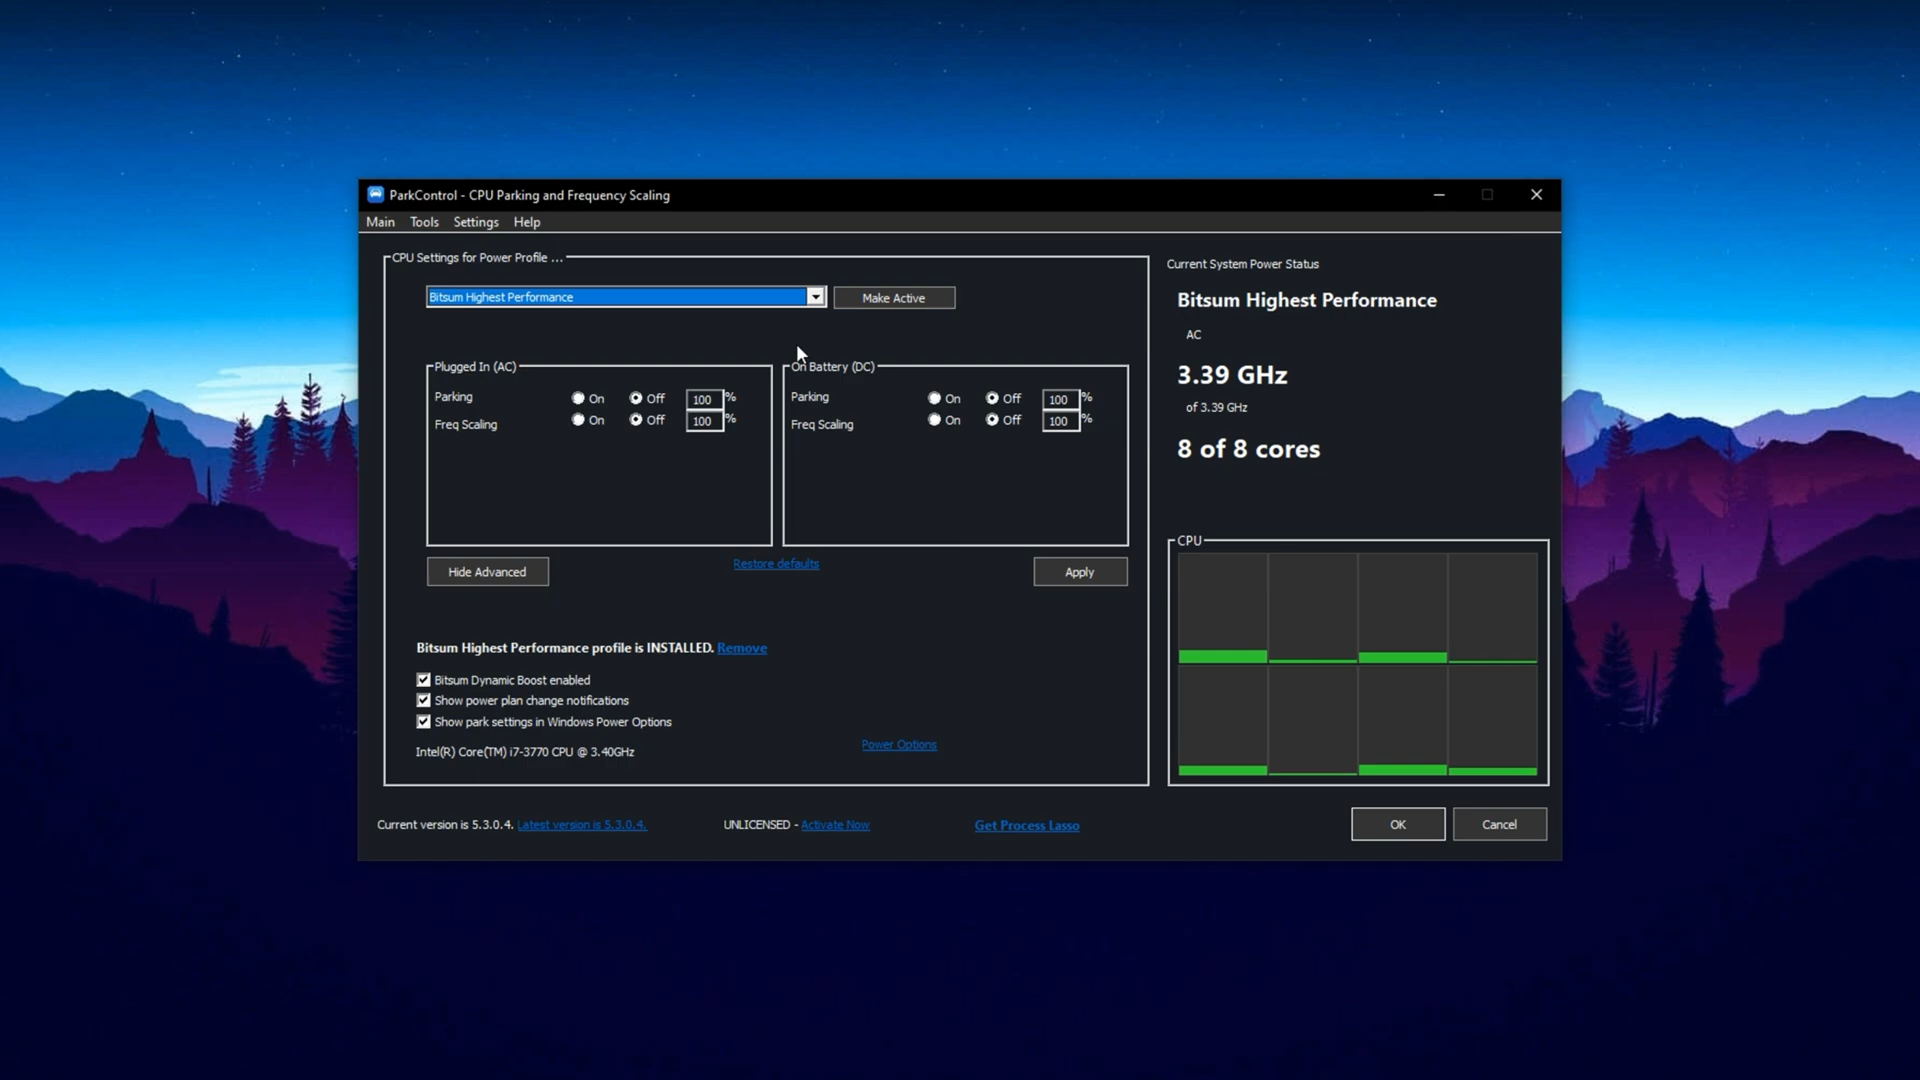 ParkControl - CPU Parking and Frequency Scaling
Main Tools Settings Help
CPU Settings for Power Profile ...
Bitsum Highest Performance
Make Active
Plugged In (AC)
Parking On Off 100 %
Freq Scaling On Off 100 %
On Battery (DC)
Parking On Off 100 %
Freq Scaling On Off 100 %
Hide Advanced
Restore defaults
Apply
Bitsum Highest Performance profile is INSTALLED. Remove
Bitsum Dynamic Boost enabled
Show power plan change notifications
Show park settings in Windows Power Options
Intel(R) Core(TM) i7-3770 CPU @ 3.40GHz
Power Options
Current System Power Status
Bitsum Highest Performance
AC
3.39 GHz
of 3.39 GHz
8 of 8 cores
CPU
Current version is 5.3.0.4. Latest version is 5.3.0.4.
UNLICENSED - Activate Now
Get Process Lasso
OK
Cancel